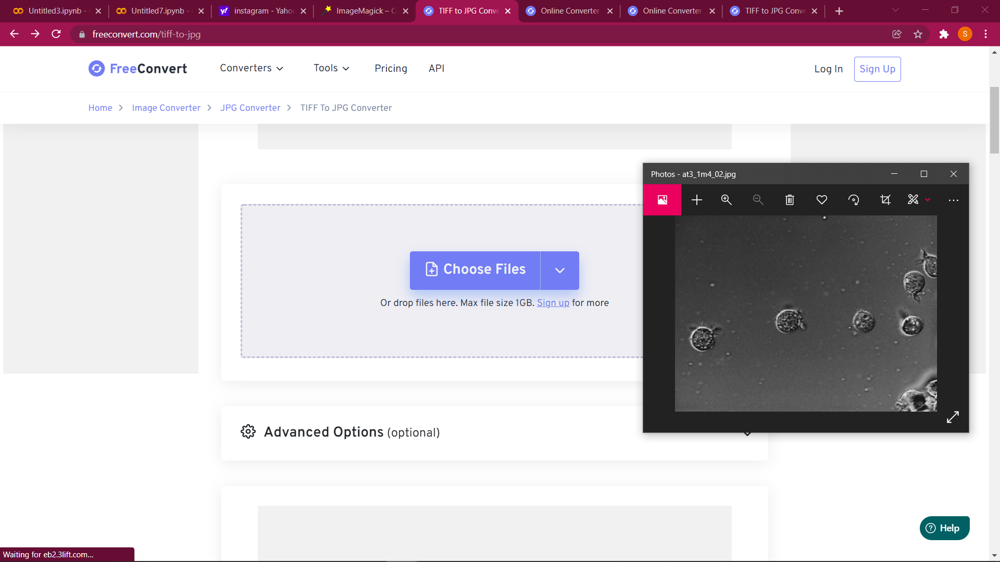 Untitled3.ipynb -
Untitled7.ipynb -
instagram - Yahoo
ImageMagick – C
TIFF to JPG Conve
Online Converter
Online Converter
TIFF to JPG Conve
freeconvert.com/tiff-to-jpg
S
FreeConvert
Converters
Tools
Pricing
API
Log In
Sign Up
Home > Image Converter > JPG Converter > TIFF To JPG Converter
Photos - at3_1m4_02.jpg
Choose Files
Or drop files here. Max file size 1GB. Sign up for more
Advanced Options (optional)
Help
Waiting for eb2.3lift.com...